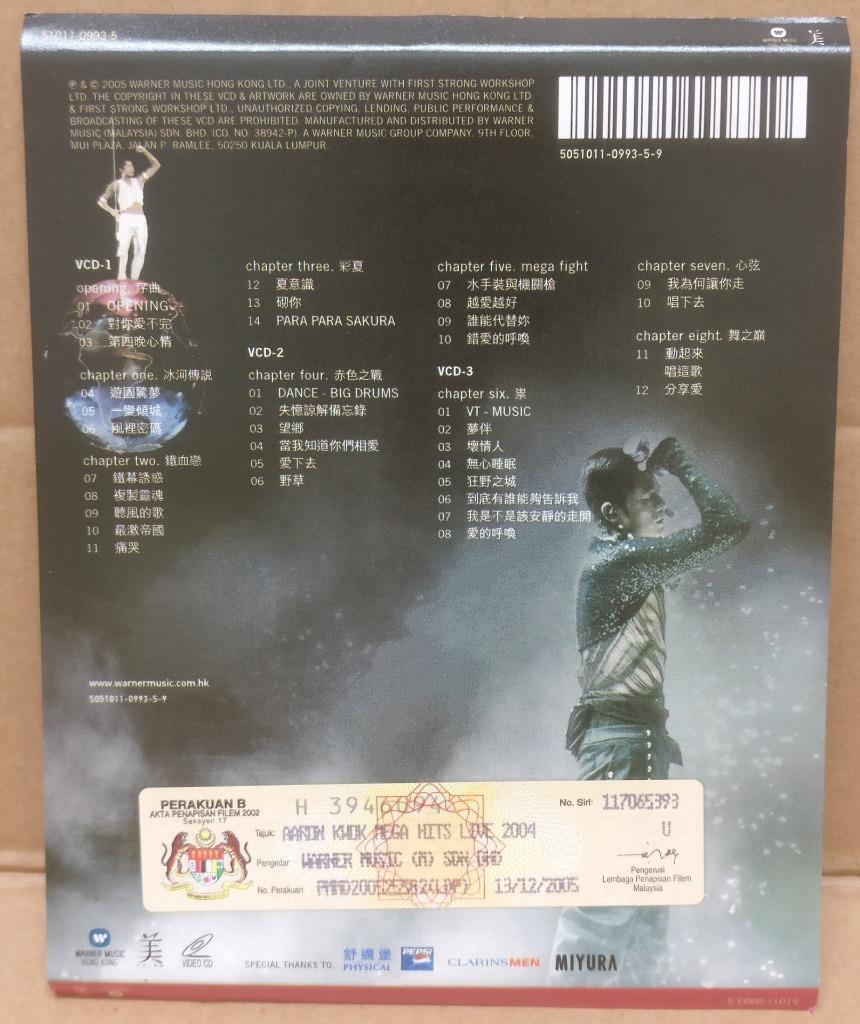 51011-0993-5
℗ & © 2005 WARNER MUSIC HONG KONG LTD., A JOINT VENTURE WITH FIRST STRONG WORKSHOP
LTD. THE COPYRIGHT IN THESE VCD & ARTWORK ARE OWNED BY WARNER MUSIC HONG KONG LTD.
& FIRST STRONG WORKSHOP LTD., UNAUTHORIZED COPYING, LENDING, PUBLIC PERFORMANCE &
BROADCASTING OF THESE VCD ARE PROHIBITED. MANUFACTURED AND DISTRIBUTED BY WARNER
MUSIC (MALAYSIA) SDN. BHD. (CO. NO. 38942-P), A WARNER MUSIC GROUP COMPANY. 9TH FLOOR,
MUI PLAZA, JALAN P. RAMLEE, 50250 KUALA LUMPUR.
5051011-0993-5-9
VCD-1
opening. 序曲
01 OPENING
02 對你愛不完
03 第四晚心情
chapter one. 冰河傳説
04 遊園驚夢
05 一變傾城
06 風裡密碼
chapter two. 鐵血戀
07 鐵幕誘惑
08 複製靈魂
09 聽風的歌
10 最激帝國
11 痛哭
chapter three. 彩夏
12 夏意識
13 砌你
14 PARA PARA SAKURA
VCD-2
chapter four. 赤色之戰
01 DANCE - BIG DRUMS
02 失憶諒解備忘錄
03 望鄉
04 當我知道你們相愛
05 愛下去
06 野草
chapter five. mega fight
07 水手裝與機關槍
08 越愛越好
09 誰能代替妳
10 錯愛的呼喚
VCD-3
chapter six. 祟
01 VT - MUSIC
02 夢伴
03 壞情人
04 無心睡眠
05 狂野之城
06 到底有誰能夠告訴我
07 我是不是該安靜的走開
08 愛的呼喚
chapter seven. 心弦
09 我為何讓你走
10 唱下去
chapter eight. 舞之巔
11 動起來
唱這歌
12 分享愛
www.warnermusic.com.hk
5051011-0993-5-9
PERAKUAN B
AKTA PENAPISAN FILEM 2002
Seksyen 17
No. Siri 117065393
Tajuk: AARON KWOK MEGA HITS LIVE 2004
U
Pengedar WARNER MUSIC (M) SDN BHD
No. Perakuan 13/12/2005
Pengerusi
Lembaga Penapisan Filem
Malaysia
WARNER MUSIC
HONG KONG
美
VIDEO CD
SPECIAL THANKS TO.
舒適堡
PHYSICAL
PEPSI
CLARINSMEN
MIYURA
51011-0993-5